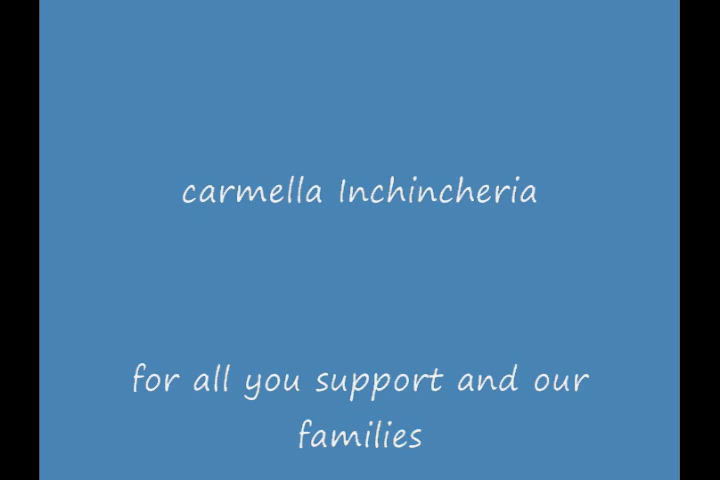 carmella Inchincheria
for all you support and our
families